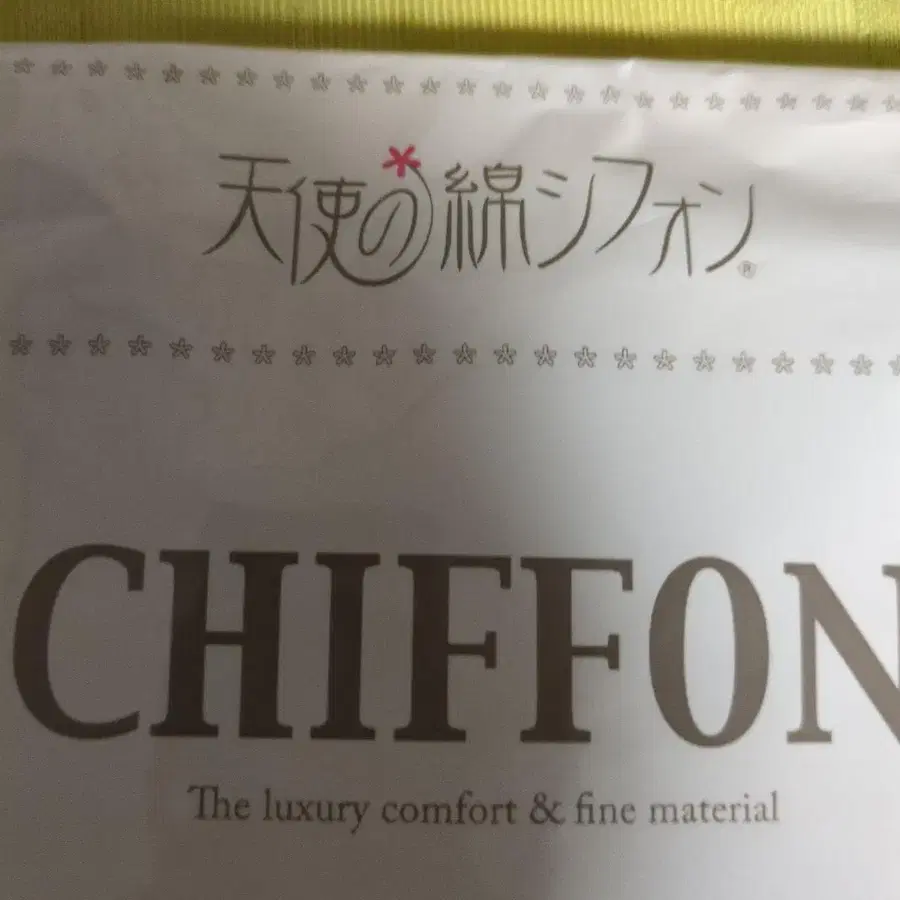 天使の綿シフォン®
CHIFFON
The luxury comfort & fine material